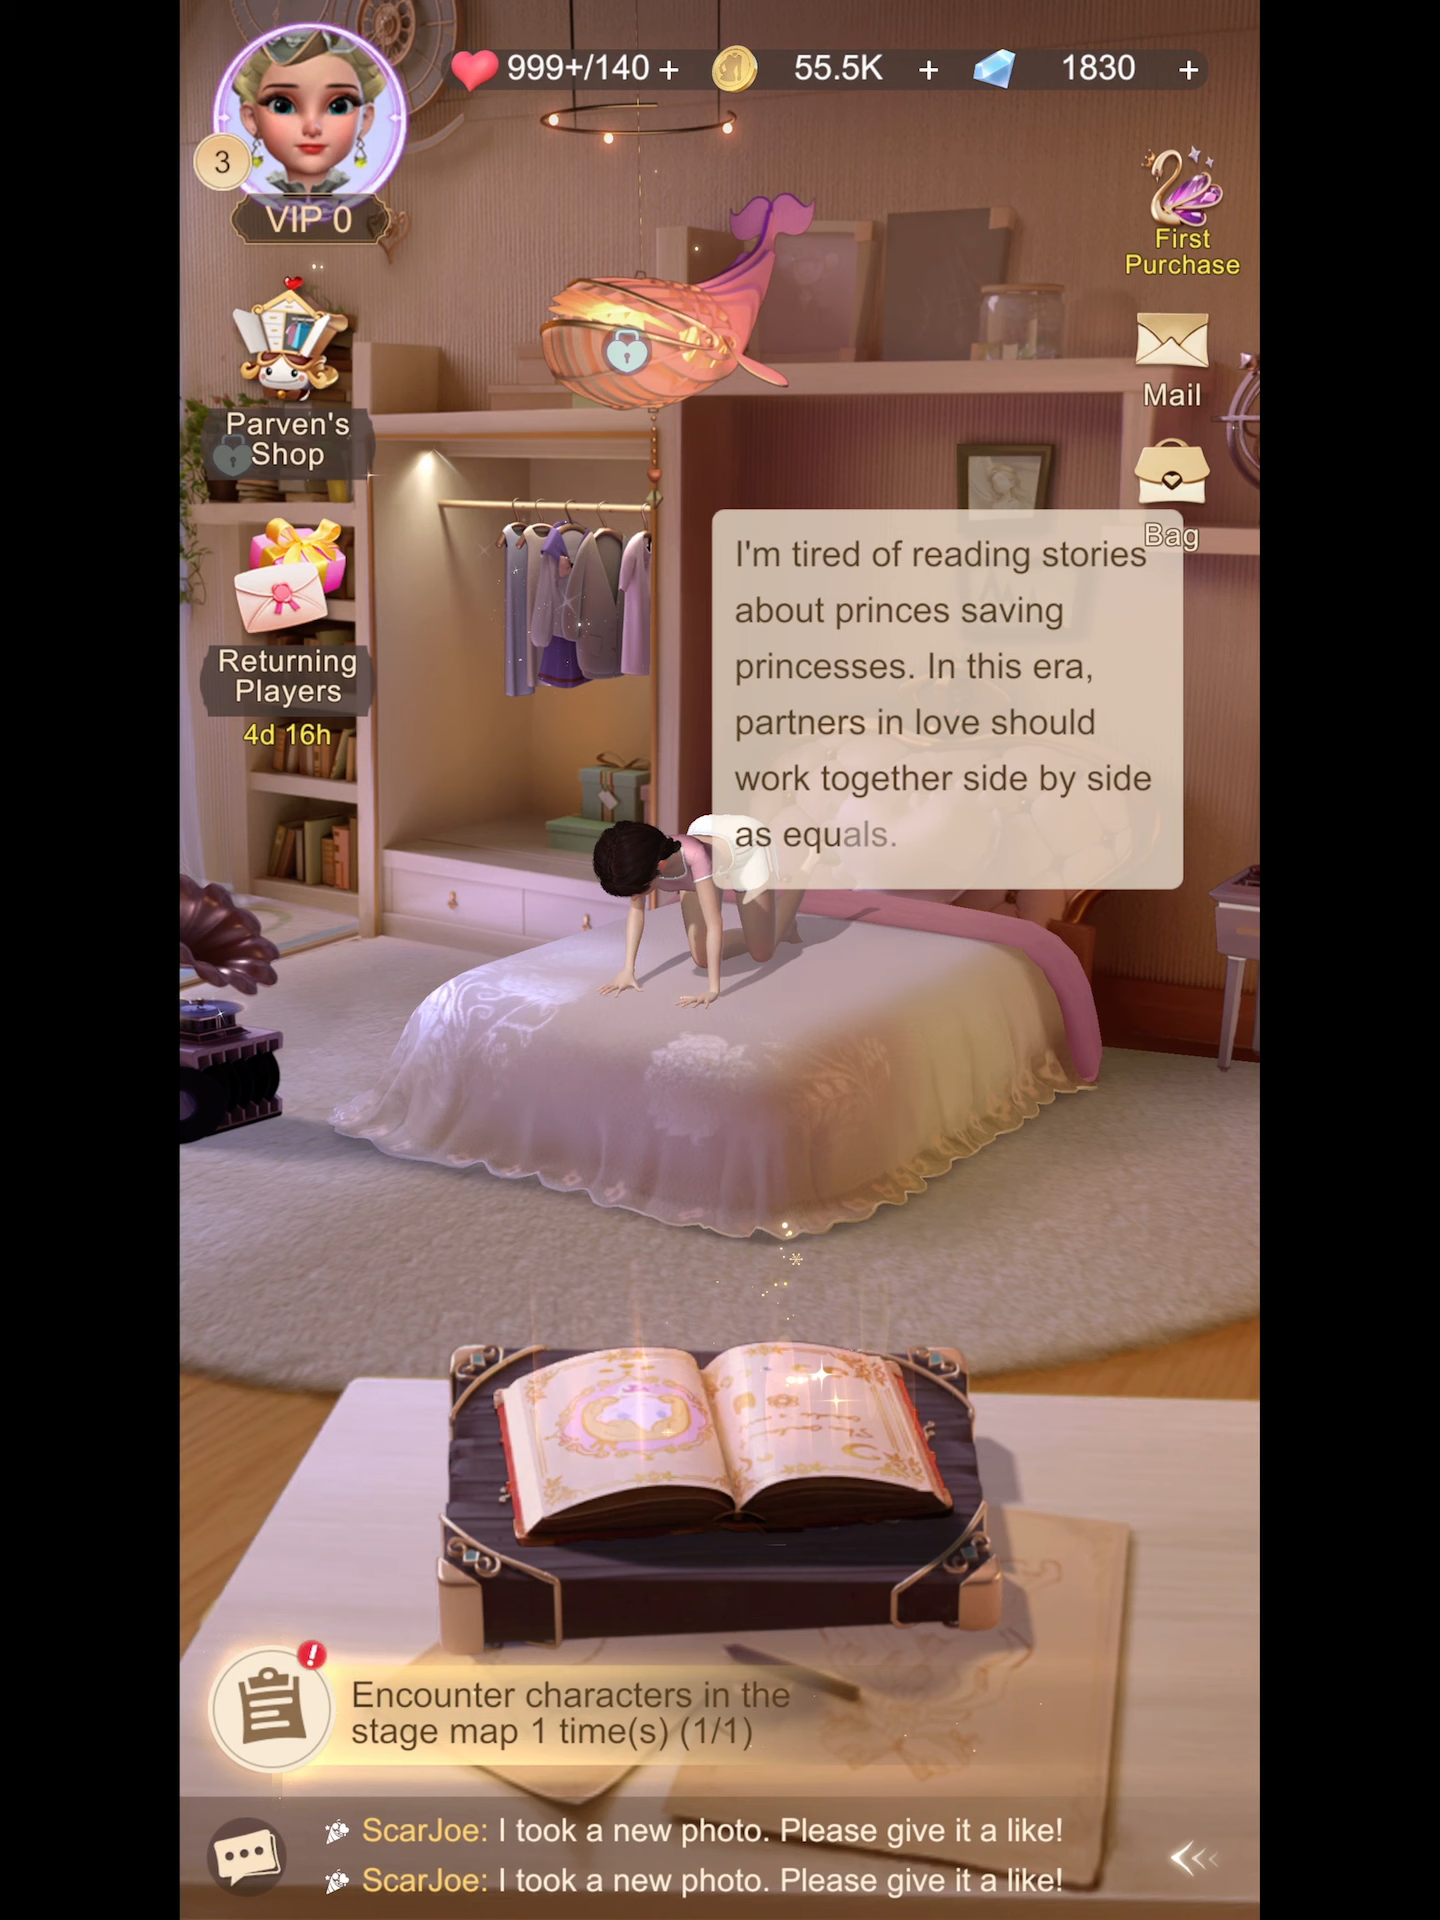 999+/140 +
55.5K +
1830 +
3
VIP 0
First
Purchase
Parven's
Shop
Mail
Bag
Returning
Players
4d 16h
I'm tired of reading stories
about princes saving
princesses. In this era,
partners in love should
work together side by side
as equals.
!
Encounter characters in the
stage map 1 time(s) (1/1)
ScarJoe: I took a new photo. Please give it a like!
ScarJoe: I took a new photo. Please give it a like!